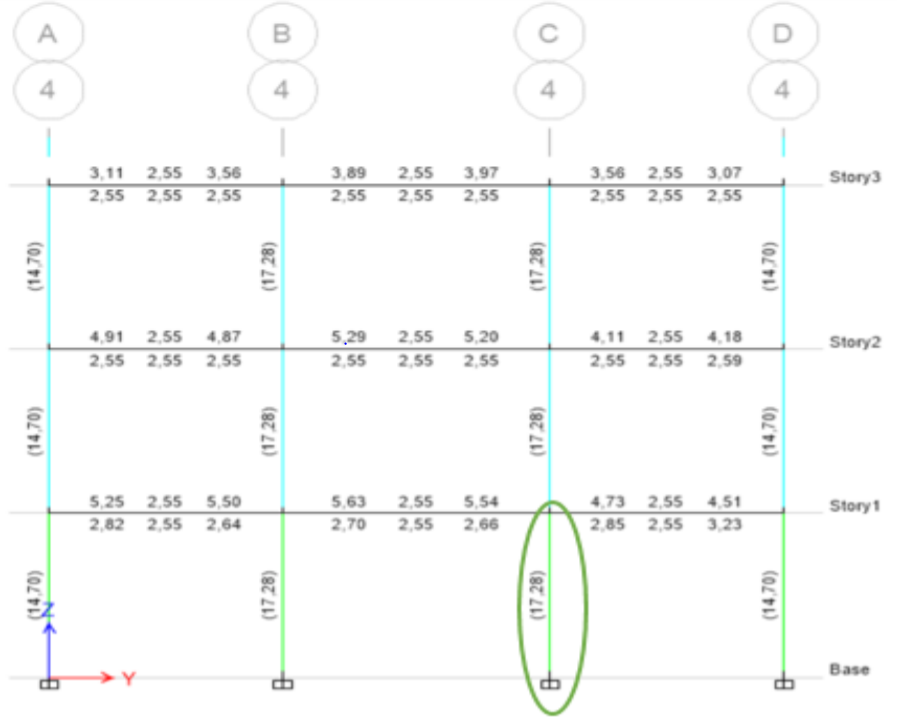 A B C D
4 4 4 4
3,11 2,55 3,56 3,89 2,55 3,97 3,56 2,55 3,07 Story3
2,55 2,55 2,55 2,55 2,55 2,55 2,55 2,55 2,55
(14,70) (17,28) (17,28) (14,70)
4,91 2,55 4,87 5,29 2,55 5,20 4,11 2,55 4,18 Story2
2,55 2,55 2,55 2,55 2,55 2,55 2,55 2,55 2,59
(14,70) (17,28) (17,28) (14,70)
5,25 2,55 5,50 5,63 2,55 5,54 4,73 2,55 4,51 Story1
2,82 2,55 2,64 2,70 2,55 2,66 2,85 2,55 3,23
(14,70) (17,28) (17,28) (14,70)
Z
Y Base